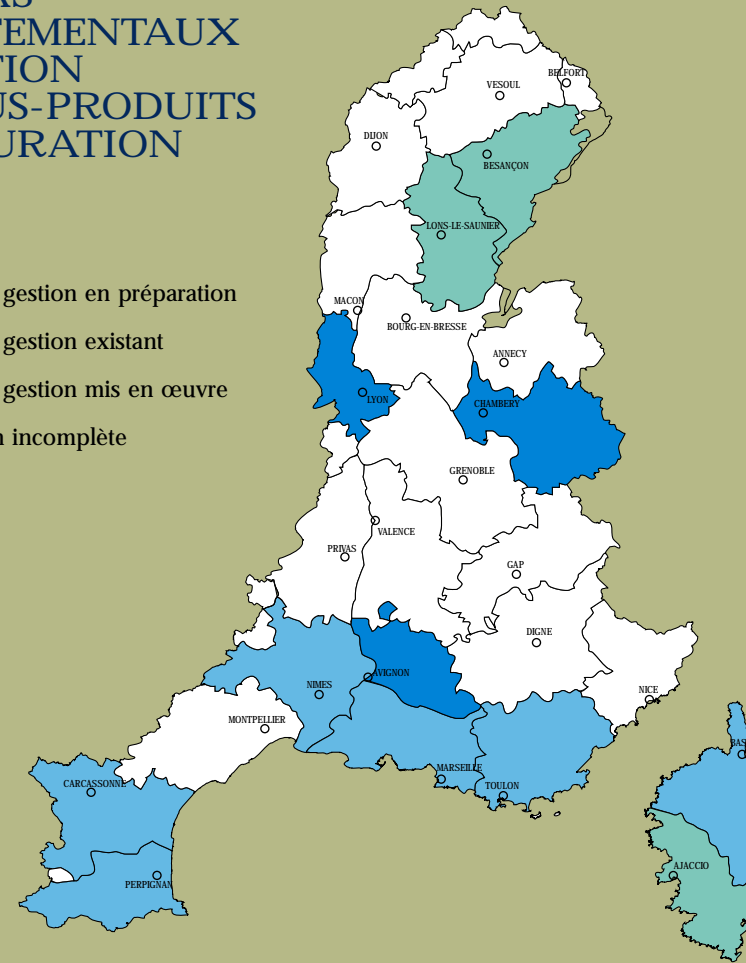 TEMENTAUX
TION
US-PRODUITS
URATION
gestion en préparation
gestion existant
gestion mis en œuvre
incomplète
VESOUL
BELFORT
DIJON
BESANÇON
LONS-LE-SAUNIER
MACON
BOURG-EN-BRESSE
ANNECY
LYON
CHAMBERY
GRENOBLE
VALENCE
PRIVAS
GAP
DIGNE
AVIGNON
NIMES
NICE
MONTPELLIER
MARSEILLE
CARCASSONNE
TOULON
BAS
AJACCIO
PERPIGNAN